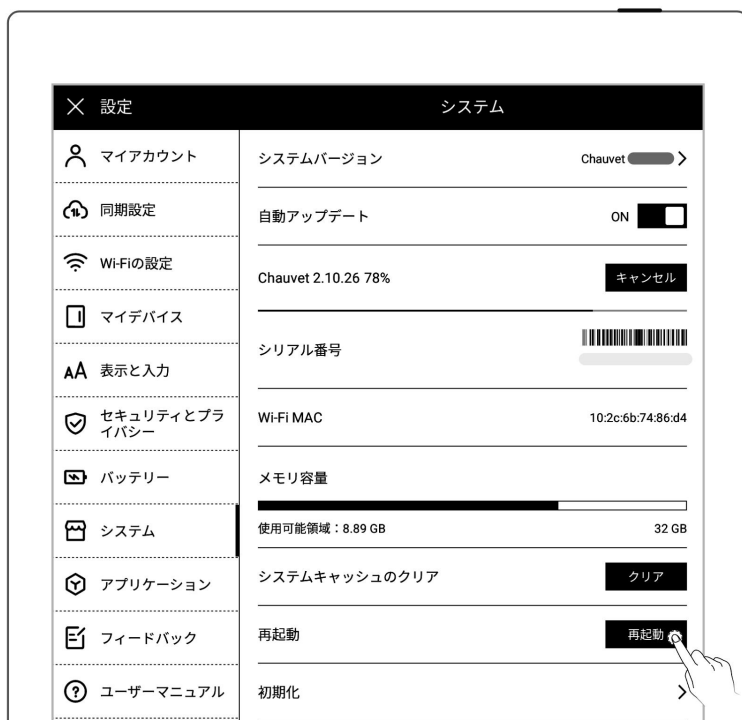 設定
システム
マイアカウント
同期設定
Wi-Fiの設定
マイデバイス
表示と入力
セキュリティとプラ
イバシー
バッテリー
システム
アプリケーション
フィードバック
ユーザーマニュアル
システムバージョン
Chauvet
自動アップデート
ON
Chauvet 2.10.26 78%
キャンセル
シリアル番号
Wi-Fi MAC
10:2c:6b:74:86:d4
メモリ容量
使用可能領域：8.89 GB
32 GB
システムキャッシュのクリア
クリア
再起動
再起動
初期化